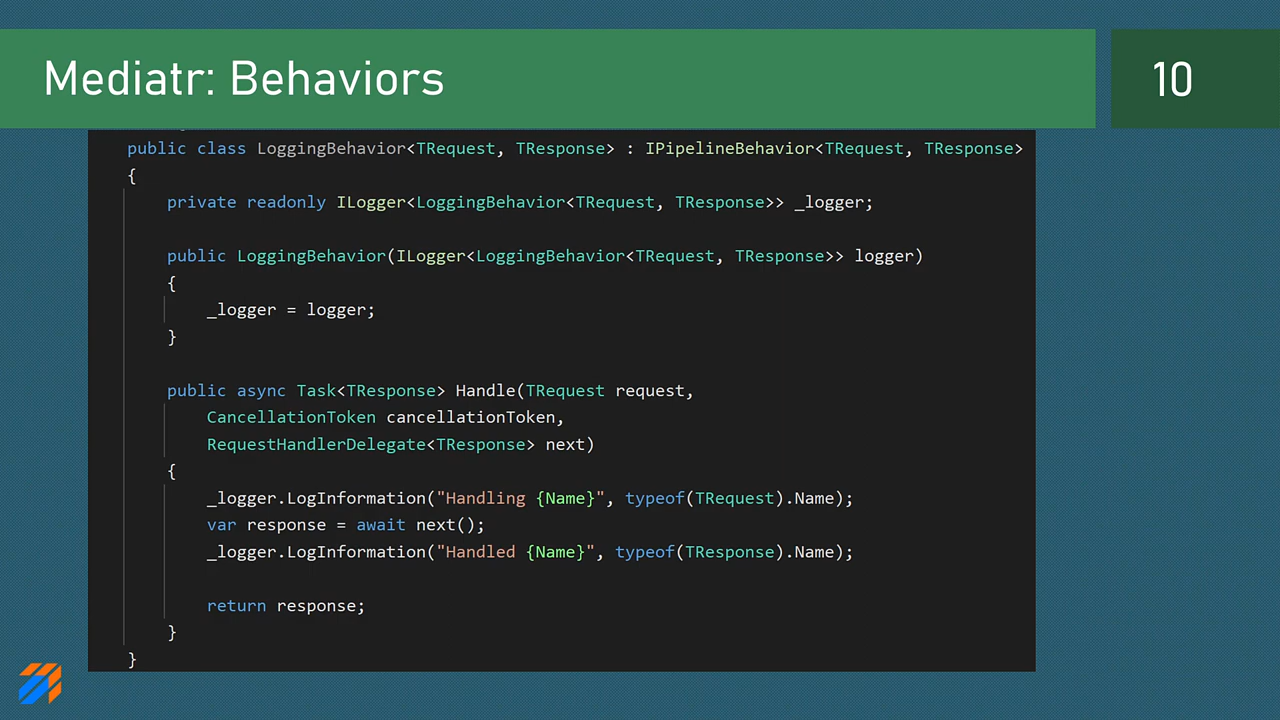 Mediatr: Behaviors
10
public class LoggingBehavior<TRequest, TResponse> : IPipelineBehavior<TRequest, TResponse>
{
    private readonly ILogger<LoggingBehavior<TRequest, TResponse>> _logger;

    public LoggingBehavior(ILogger<LoggingBehavior<TRequest, TResponse>> logger)
    {
        _logger = logger;
    }

    public async Task<TResponse> Handle(TRequest request,
        CancellationToken cancellationToken,
        RequestHandlerDelegate<TResponse> next)
    {
        _logger.LogInformation("Handling {Name}", typeof(TRequest).Name);
        var response = await next();
        _logger.LogInformation("Handled {Name}", typeof(TResponse).Name);

        return response;
    }
}